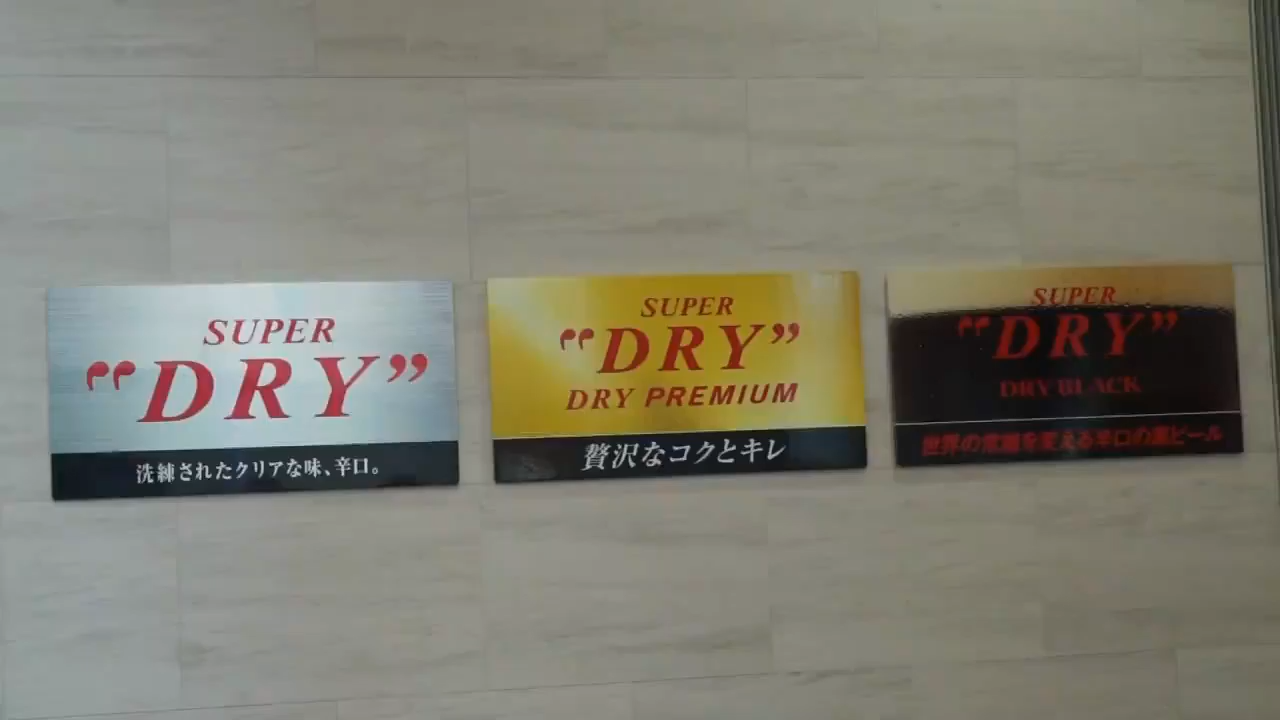 SUPER
"DRY"
洗練されたクリアな味、辛口。
SUPER
"DRY"
DRY PREMIUM
贅沢なコクとキレ
SUPER
"DRY"
DRY BLACK
世界の常識を変える辛口の黒ビール